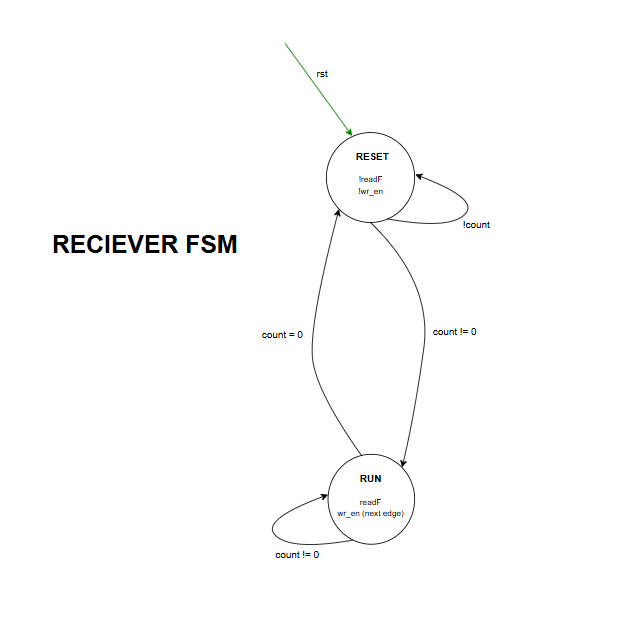 rst
RESET
!readF
!wr_en
!count
RECIEVER FSM
count = 0
count != 0
RUN
readF
wr_en (next edge)
count != 0